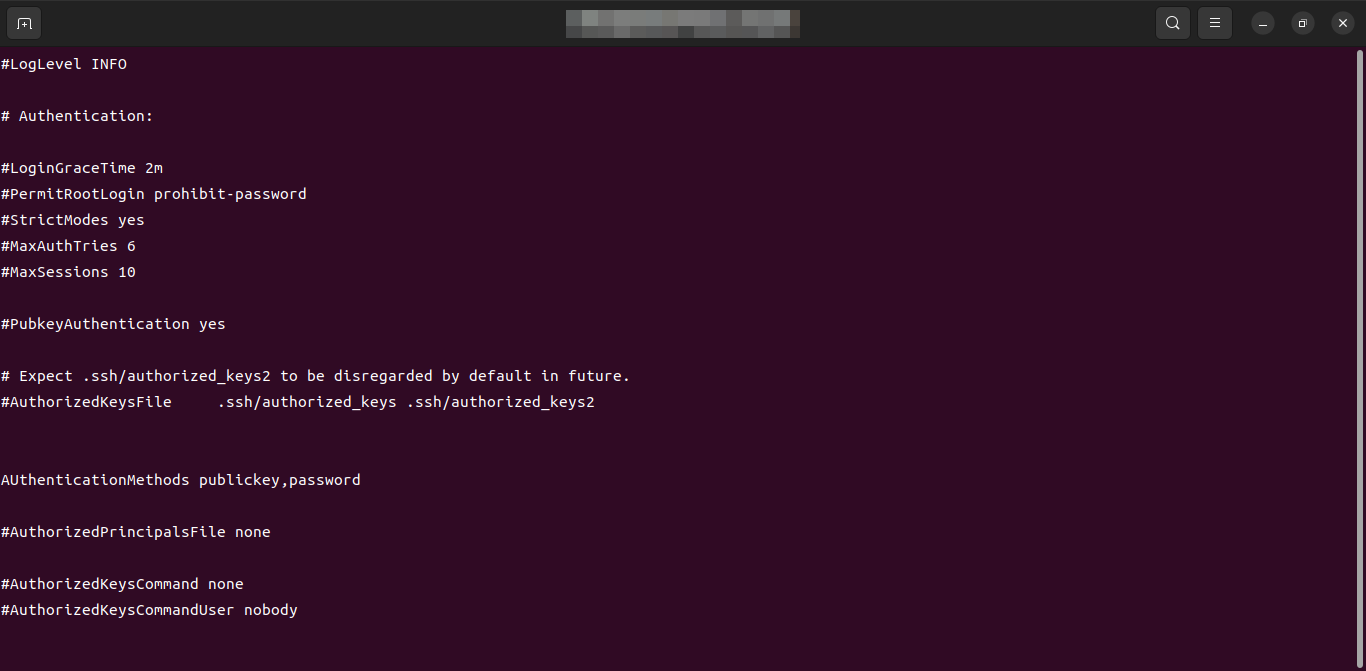 #LogLevel INFO
# Authentication:
#LoginGraceTime 2m
#PermitRootLogin prohibit-password
#StrictModes yes
#MaxAuthTries 6
#MaxSessions 10
#PubkeyAuthentication yes
# Expect .ssh/authorized_keys2 to be disregarded by default in future.
#AuthorizedKeysFile     .ssh/authorized_keys .ssh/authorized_keys2
AUthenticationMethods publickey,password
#AuthorizedPrincipalsFile none
#AuthorizedKeysCommand none
#AuthorizedKeysCommandUser nobody